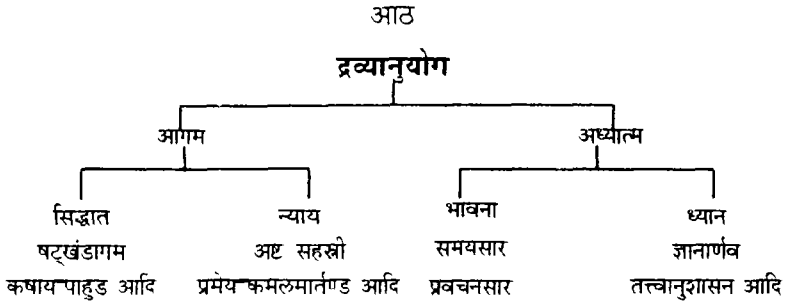 आठ
द्रव्यानुयोग
आगम अध्यात्म
सिद्धात न्याय भावना ध्यान
षट्खंडागम अष्ट सहस्री समयसार ज्ञानार्णव
कषाय पाहुड आदि प्रमेय कमलमार्तण्ड आदि प्रवचनसार तत्त्वानुशासन आदि